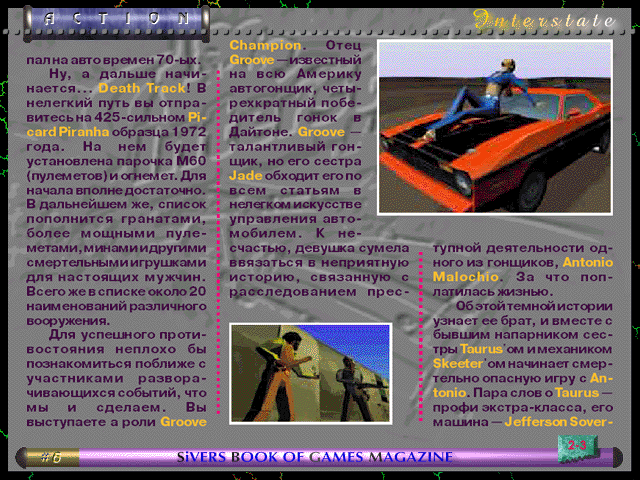 ACTION
Interstate
пал на авто времен 70-ых.
Ну, а дальше начи-
нается... Death Track! В
нелегкий путь вы отпра-
витесь на 425-сильном Pi-
card Piranha образца 1972
года. На нем будет
установлена парочка М60
(пулеметов) и огнемет. Для
начала вполне достаточно.
В дальнейшем же, список
пополнится гранатами,
более мощными пуле-
метами, минами и другими
смертельными игрушками
для настоящих мужчин.
Всего же в списке около 20
наименований различного
вооружения.
Для успешного проти-
востояния неплохо бы
познакомиться поближе с
участниками развора-
чивающихся событий, что
мы и сделаем. Вы
выступаете а роли Groove
Champion. Отец
Groove — известный
на всю Америку
автогонщик, четы-
рехкратный побе-
дитель гонок в
Дайтоне. Groove —
талантливый гон-
щик, но его сестра
Jade обходит его по
всем статьям в
нелегком искусстве
управления авто-
мобилем. К не-
счастью, девушка сумела
ввязаться в неприятную
историю, связанную с
расследованием прес-
тупной деятельности од-
ного из гонщиков, Antonio
Malochio. За что поп-
латилась жизнью.
Об этой темной истории
узнает ее брат, и вместе с
бывшим напарником сес-
тры Taurus'ом и механиком
Skeeter'ом начинает смер-
тельно опасную игру с An-
tonio. Пара слов о Taurus —
профи экстра-класса, его
машина — Jefferson Sover-
#6
SiVERS BOOK OF GAMES MAGAZINE
2-3